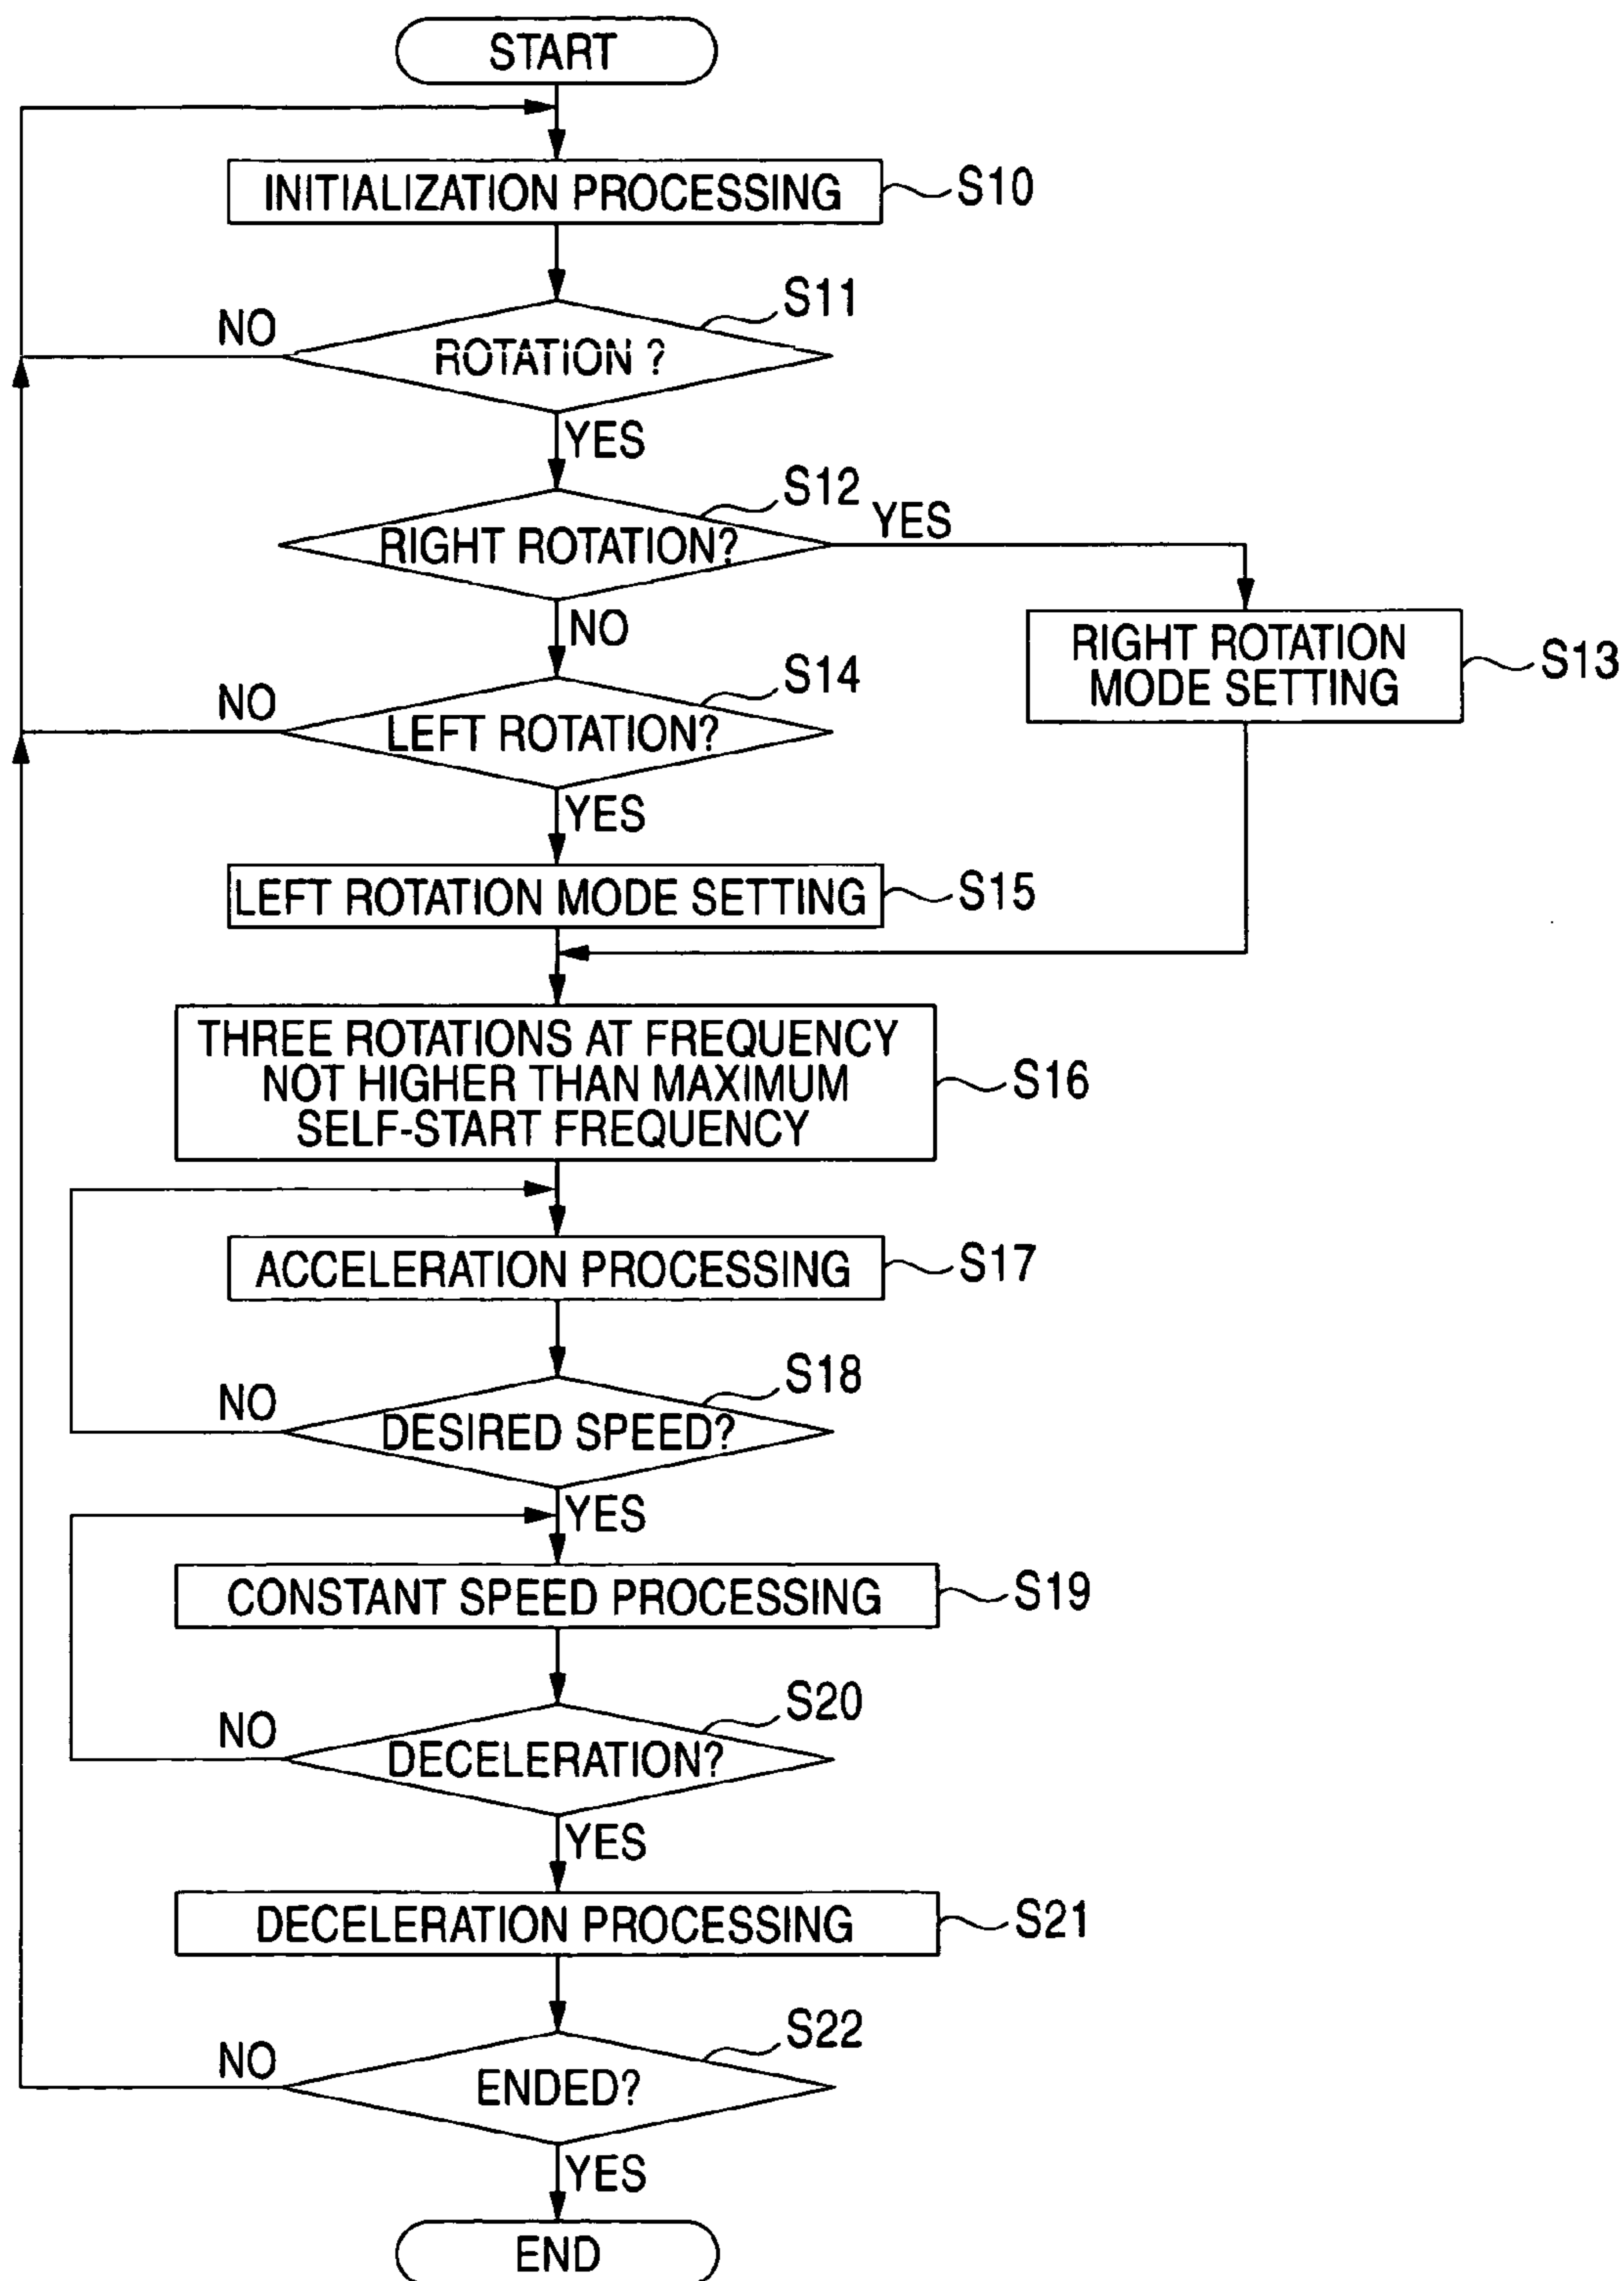 START
INITIALIZATION PROCESSING
S10
S11
NO
ROTATION ?
YES
S12
YES
RIGHT ROTATION?
NO
RIGHT ROTATION
MODE SETTING
S13
S14
NO
LEFT ROTATION?
YES
LEFT ROTATION MODE SETTING
S15
THREE ROTATIONS AT FREQUENCY
NOT HIGHER THAN MAXIMUM
SELF-START FREQUENCY
S16
ACCELERATION PROCESSING
S17
S18
NO
DESIRED SPEED?
YES
CONSTANT SPEED PROCESSING
S19
S20
NO
DECELERATION?
YES
DECELERATION PROCESSING
S21
S22
NO
ENDED?
YES
END